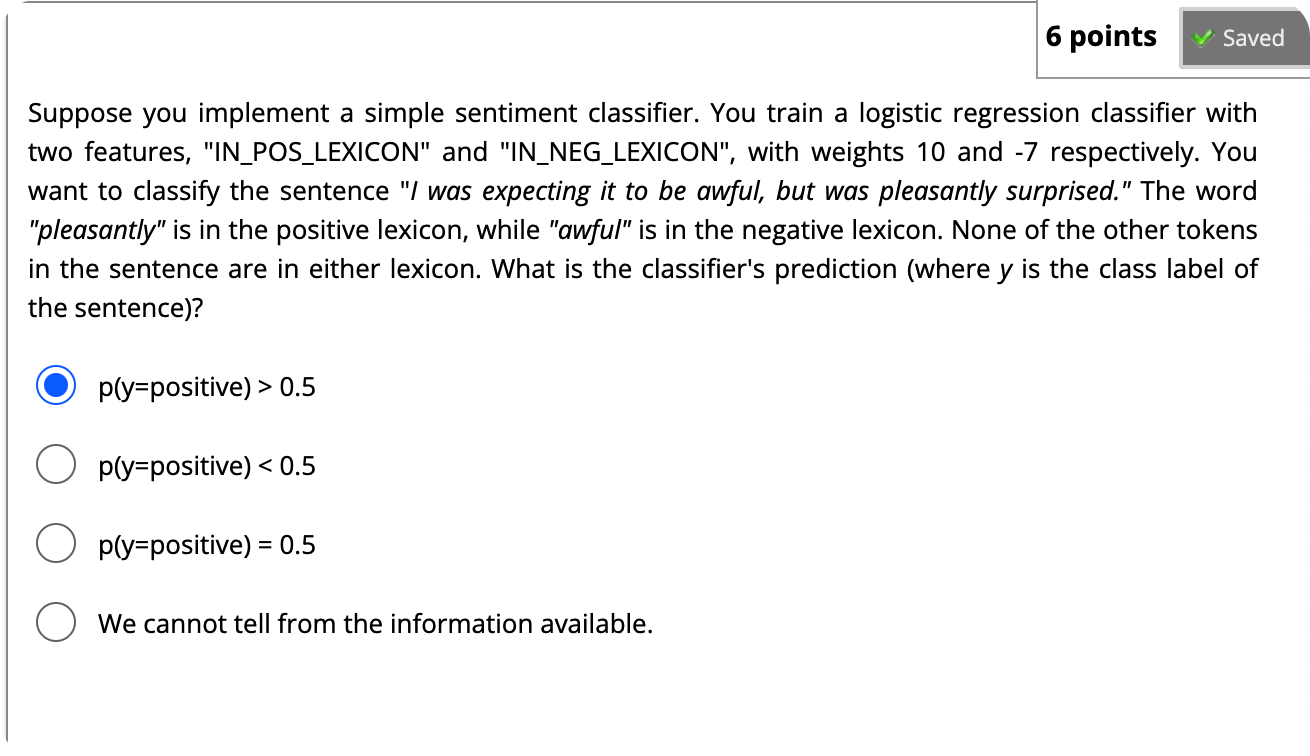 6 points
Saved
Suppose you implement a simple sentiment classifier. You train a logistic regression classifier with
two features, "IN_POS_LEXICON" and "IN_NEG_LEXICON", with weights 10 and -7 respectively. You
want to classify the sentence "I was expecting it to be awful, but was pleasantly surprised." The word
"pleasantly" is in the positive lexicon, while "awful" is in the negative lexicon. None of the other tokens
in the sentence are in either lexicon. What is the classifier's prediction (where y is the class label of
the sentence)?
p(y=positive) > 0.5
p(y=positive) < 0.5
p(y=positive) = 0.5
We cannot tell from the information available.